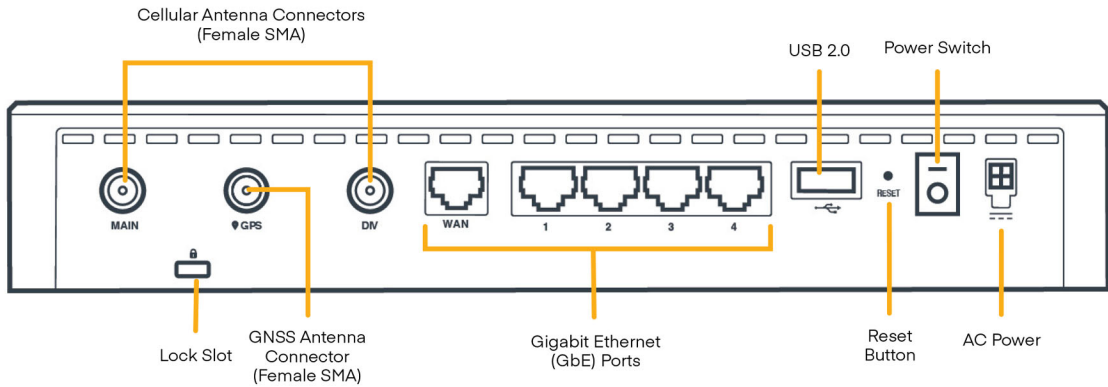 Cellular Antenna Connectors
(Female SMA)
USB 2.0
Power Switch
MAIN
GPS
DIV
WAN
1
2
3
4
RESET
Lock Slot
GNSS Antenna
Connector
(Female SMA)
Gigabit Ethernet
(GbE) Ports
Reset
Button
AC Power